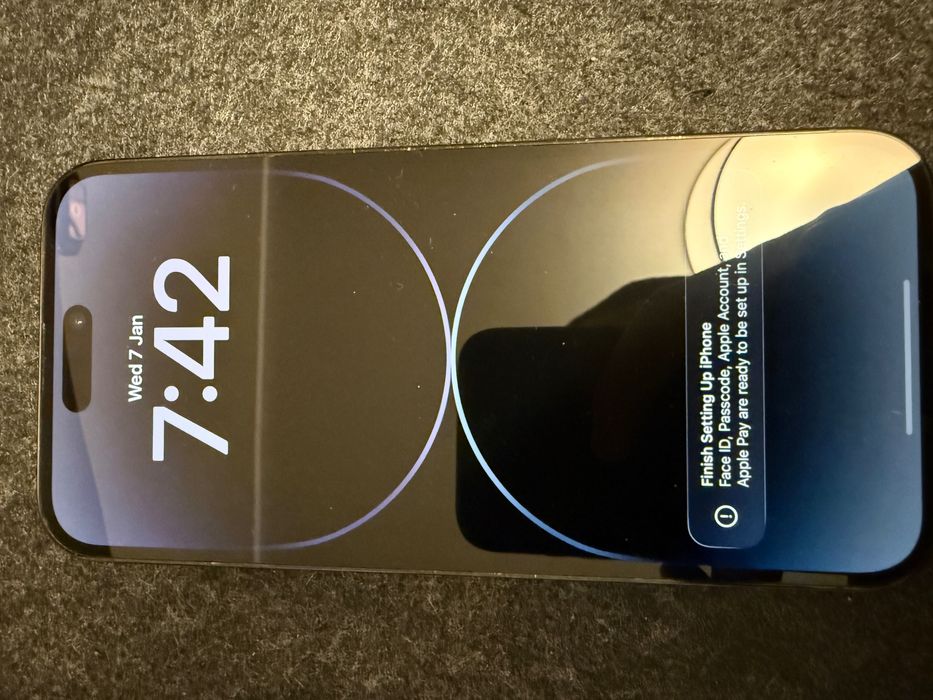 Wed 7 Jan
7:42
Finish Setting Up iPhone
Face ID, Passcode, Apple Account, and
Apple Pay are ready to be set up in Settings.